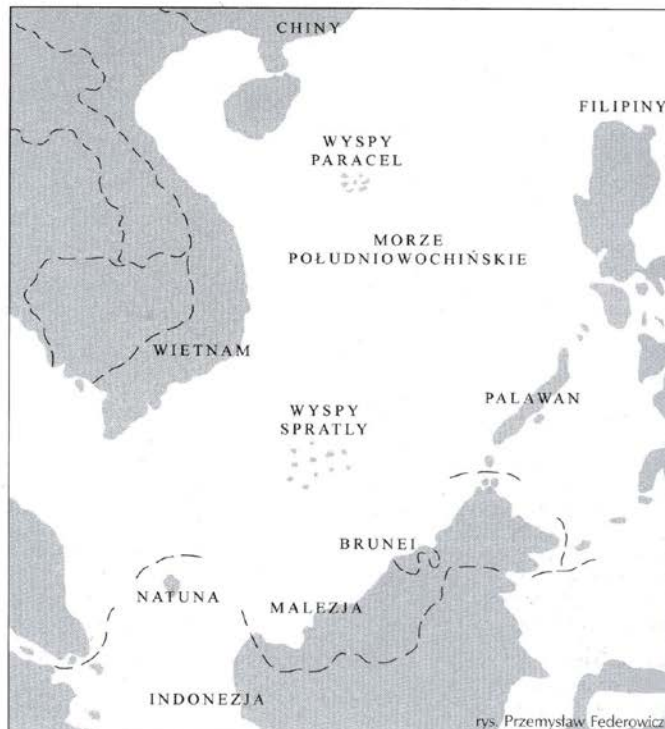 CHINY
FILIPINY
WYSPY
PARACEL
MORZE
POŁUDNIOWOCHIŃSKIE
WIETNAM
WYSPY
SPRATLY
PALAWAN
BRUNEI
NATUNA
MALEZJA
INDONEZJA
rys. Przemysław Federowicz